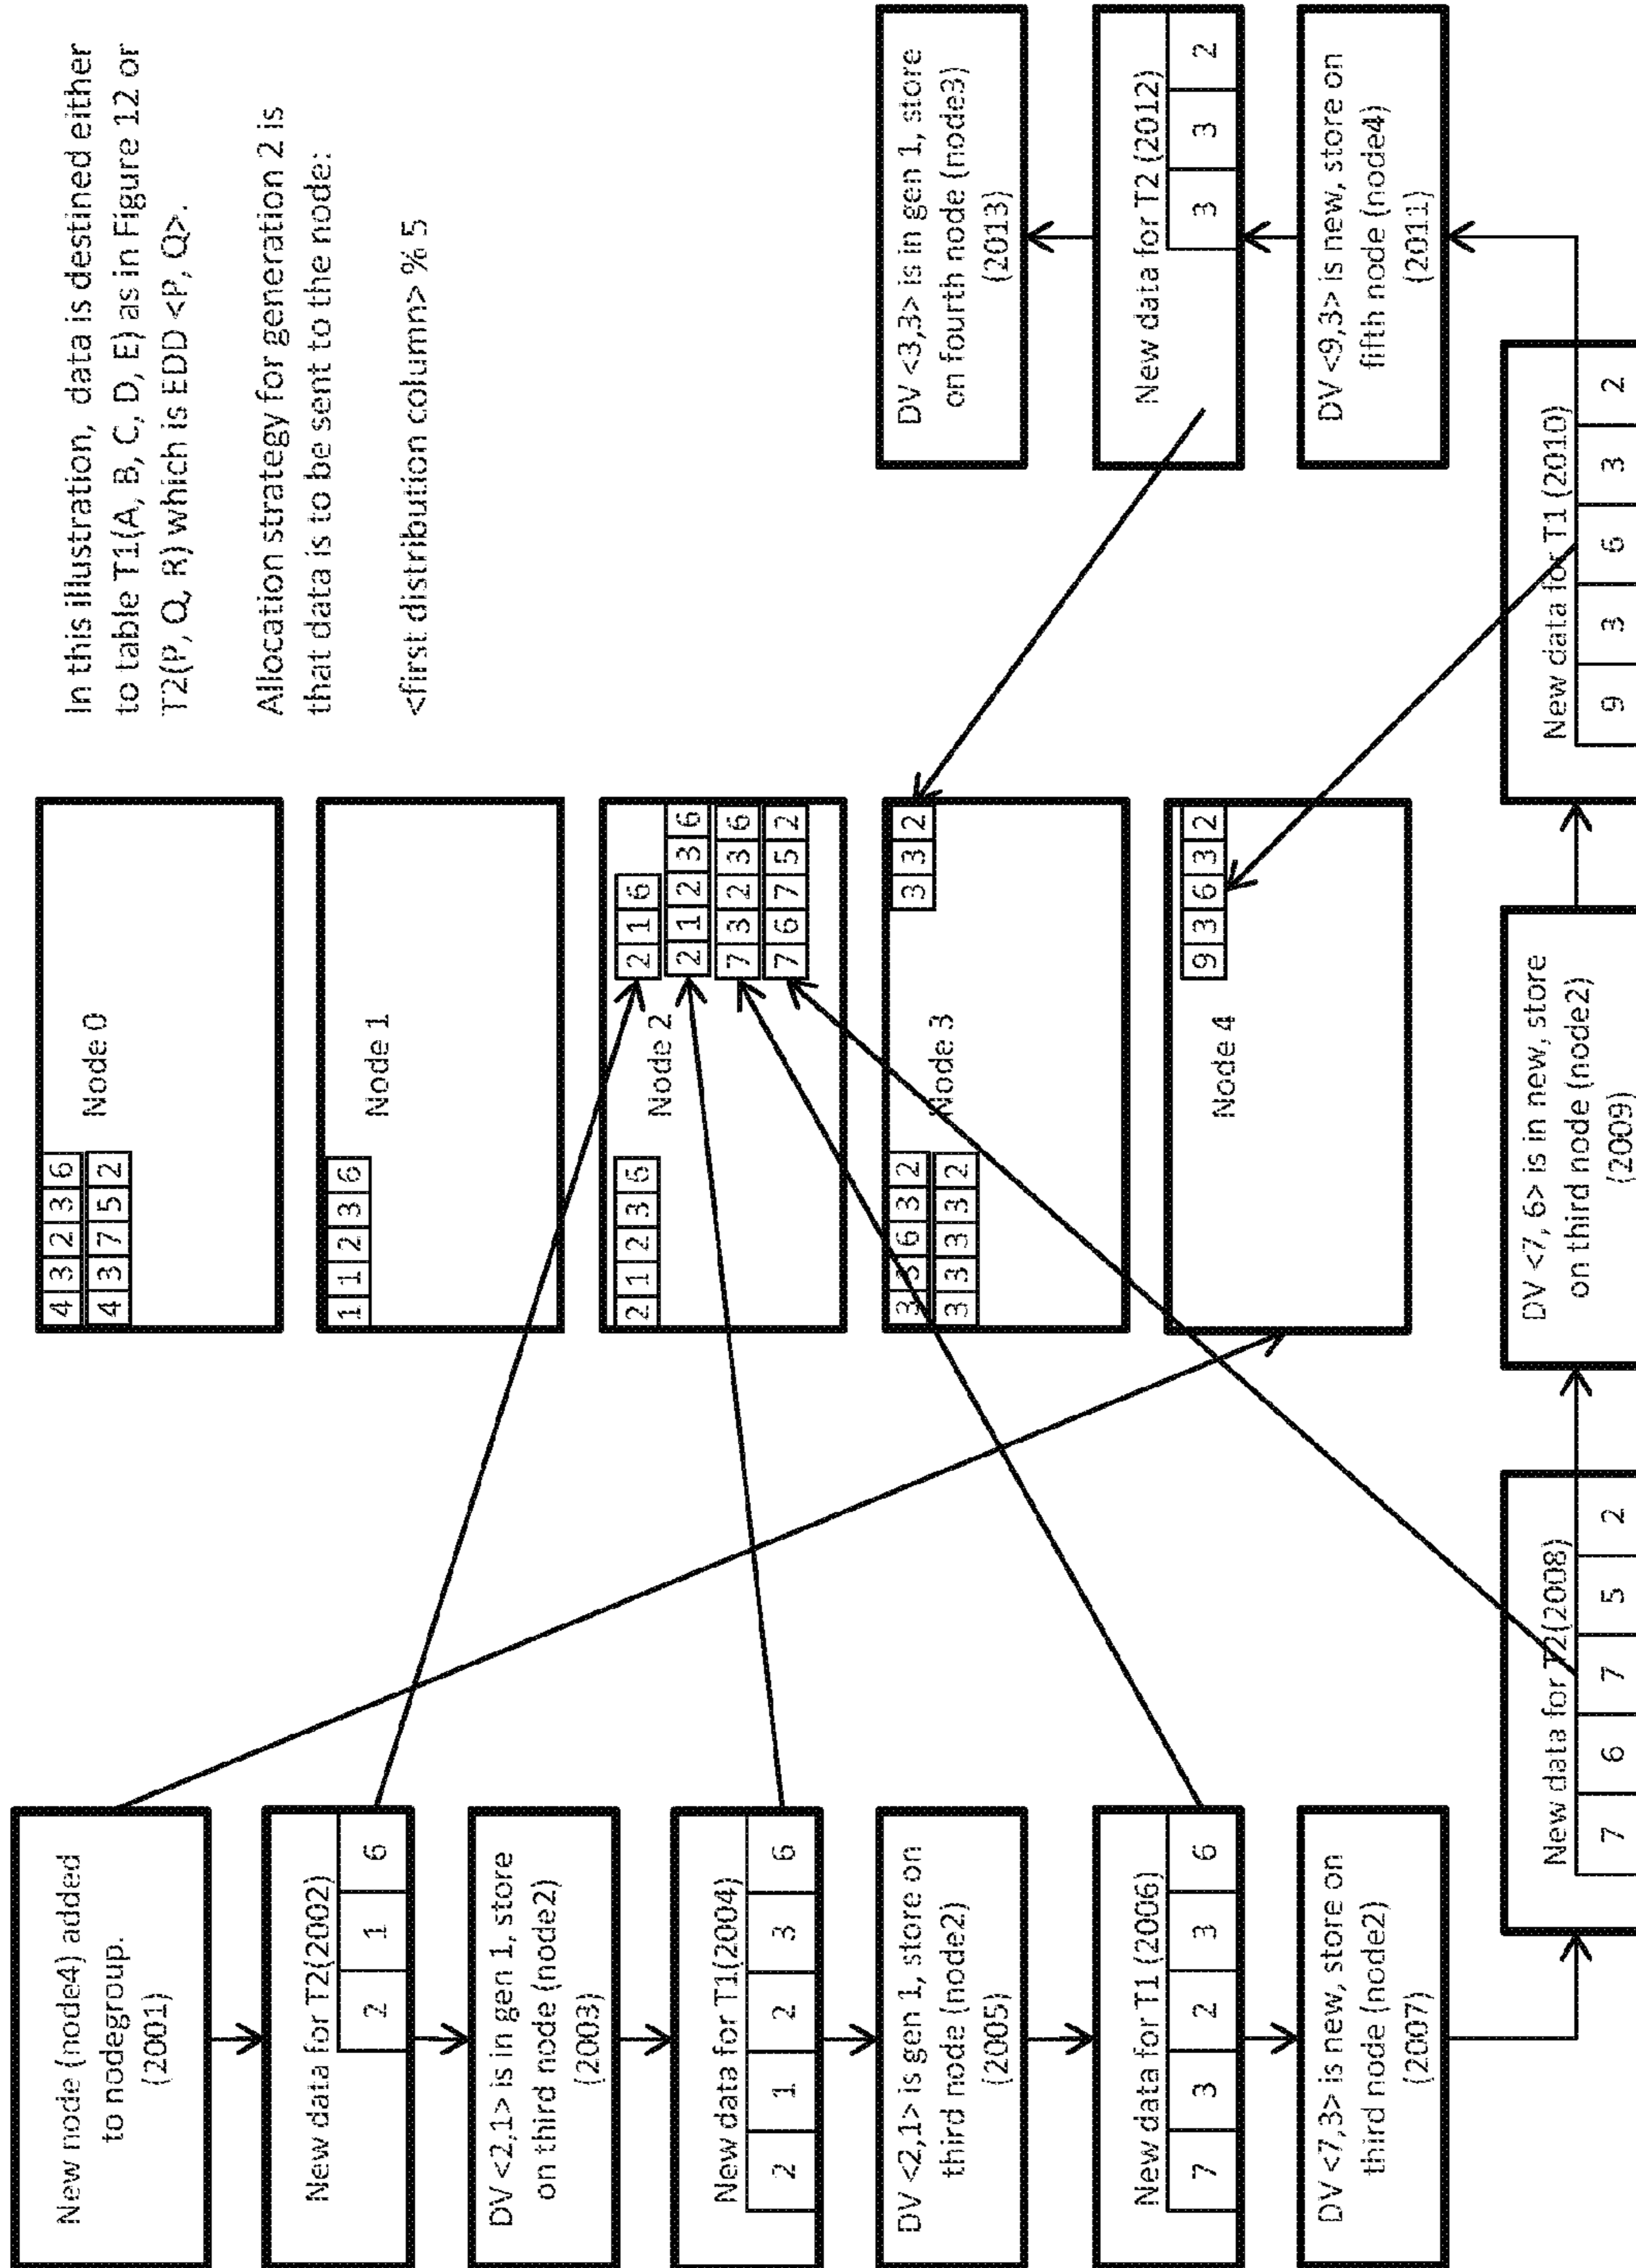 New node (node4) added
to nodegroup.
(2001)
New data for T2(2002)
2 1 6
DV <2,1> is in gen 1, store
on third node (node2)
(2003)
New data for T1(2004)
2 1 2 3 6
DV <2,1> is gen 1, store on
third node (node2)
(2005)
New data for T1 (2006)
7 3 2 3 6
DV <7,3> is new, store on
third node (node2)
(2007)
New data for T2(2008)
7 6 7 5 2
DV <7, 6> is in new, store
on third node (node2)
(2009)
New data for T1 (2010)
9 3 6 3 2
DV <9,3> is new, store on
fifth node (node4)
(2011)
New data for T2 (2012)
3 3 2
DV <3,3> is in gen 1, store
on fourth node (node3)
(2013)
4 3 2 3 6
4 3 7 5 2
Node 0
1 1 2 3 6
Node 1
2 1 2 3 6
Node 2
2 1 6
2 1 2 3 6
7 3 2 3 6
7 6 7 5 2
3 3 6 3 2
3 3 3 3 2
Node 3
3 3 2
Node 4
9 3 6 3 2
In this illustration, data is destined either
to table T1(A, B, C, D, E) as in Figure 12 or
T2(P, Q, R) which is EDD <P, Q>.
Allocation strategy for generation 2 is
that data is to be sent to the node:
<first distribution column> % 5